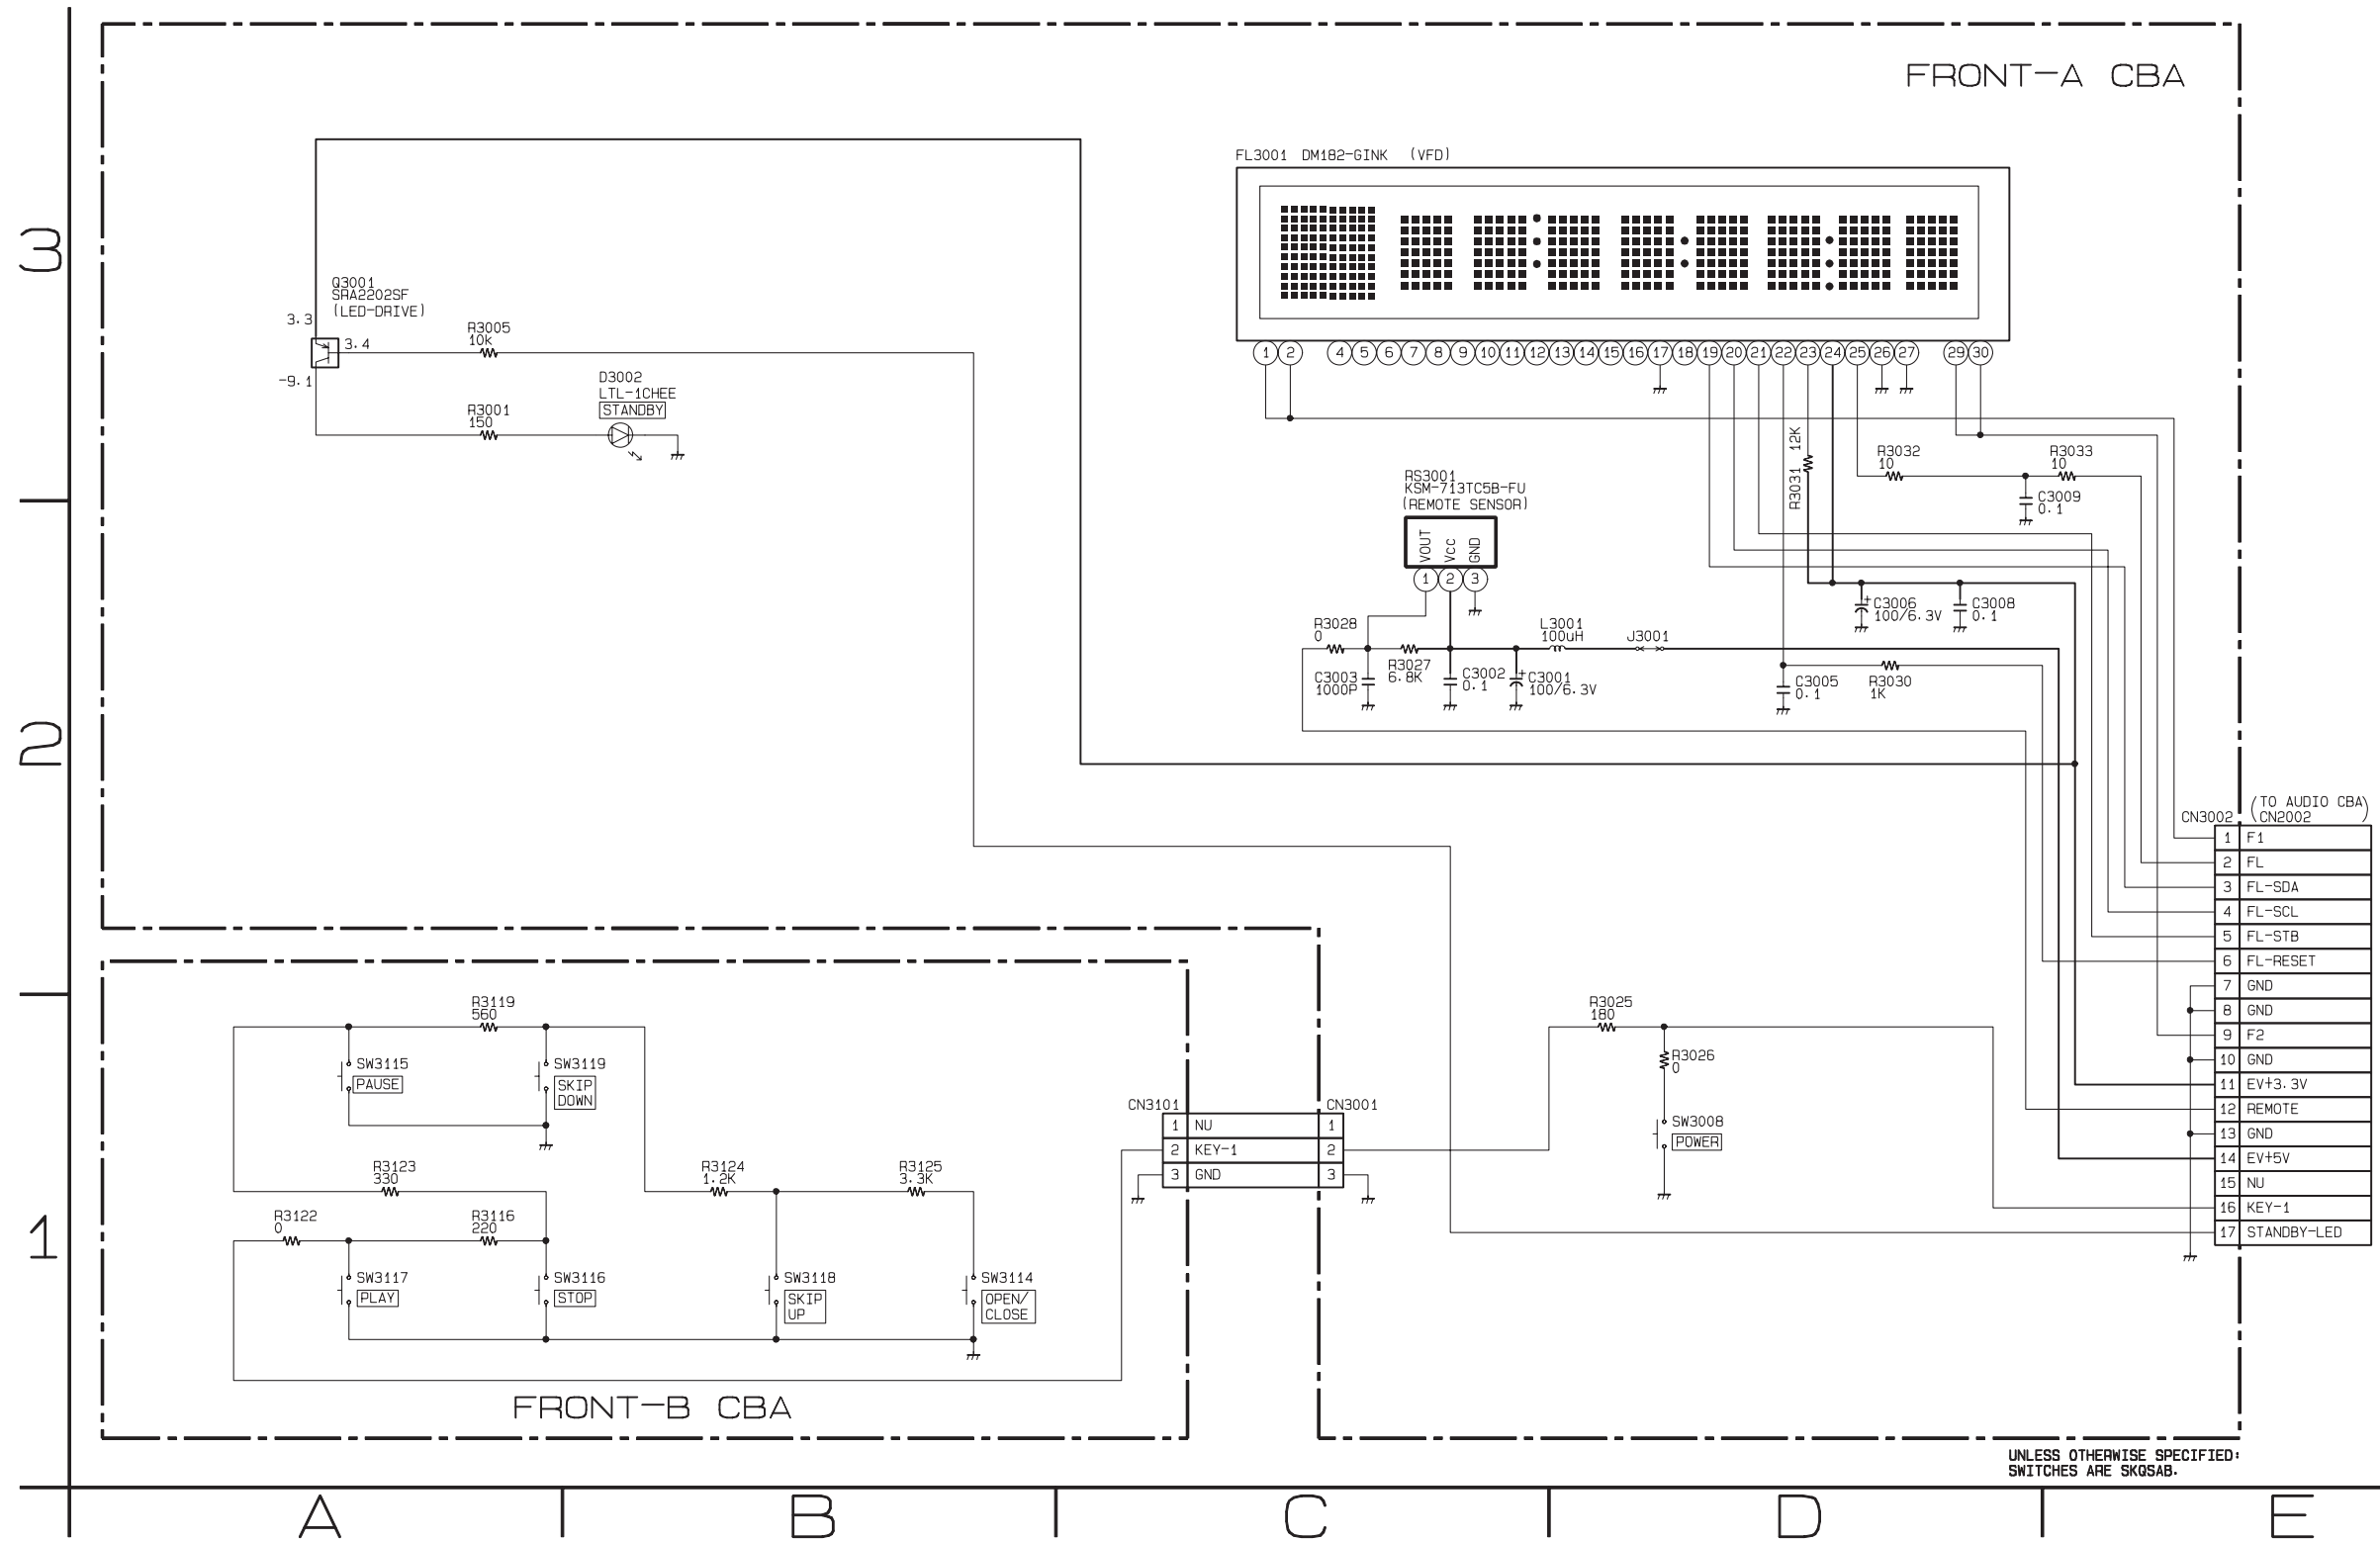 FRONT-A CBA
3
FL3001 DM182-GINK (VFD)
Q3001
SRA2202SF
(LED-DRIVE)
3.3
3.4
-9.1
R3005
10k
D3002
LTL-1CHEE
STANDBY
R3001
150
1 2 4 5 6 7 8 9 10 11 12 13 14 15 16 17 18 19 20 21 22 23 24 25 26 27 29 30
R3031 12K
R3032
10
R3033
10
C3009
0.1
RS3001
KSM-713TC5B-FU
(REMOTE SENSOR)
VOUT
Vcc
GND
1 2 3
C3006
+
100/6.3V
C3008
0.1
R3028
0
L3001
100uH
J3001
R3027
6.8K
C3003
1000P
C3002
0.1
+
C3001
100/6.3V
C3005
0.1
R3030
1K
2
(TO AUDIO CBA)
CN3002
(CN2002)
1 F1
2 FL
3 FL-SDA
4 FL-SCL
5 FL-STB
6 FL-RESET
7 GND
8 GND
9 F2
10 GND
11 EV+3.3V
12 REMOTE
13 GND
14 EV+5V
15 NU
16 KEY-1
17 STANDBY-LED
R3119
560
SW3115
PAUSE
SW3119
SKIP
DOWN
R3025
180
R3026
0
SW3008
POWER
CN3101
CN3001
1 NU 1
2 KEY-1 2
3 GND 3
R3123
330
R3124
1.2K
R3125
3.3K
R3122
0
R3116
220
1
SW3117
PLAY
SW3116
STOP
SW3118
SKIP
UP
SW3114
OPEN/
CLOSE
FRONT-B CBA
UNLESS OTHERWISE SPECIFIED:
SWITCHES ARE SKQSAB.
A B C D E